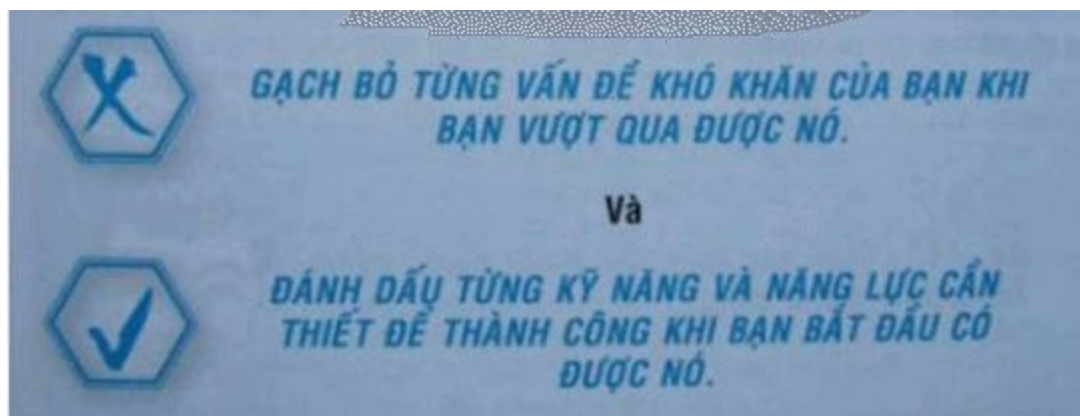 GẠCH BỎ TỪNG VẤN ĐỀ KHÓ KHĂN CỦA BẠN KHI
BẠN VƯỢT QUA ĐƯỢC NÓ.
Và
ĐÁNH DẤU TỪNG KỸ NĂNG VÀ NĂNG LỰC CẦN
THIẾT ĐỂ THÀNH CÔNG KHI BẠN BẮT ĐẦU CÓ
ĐƯỢC NÓ.